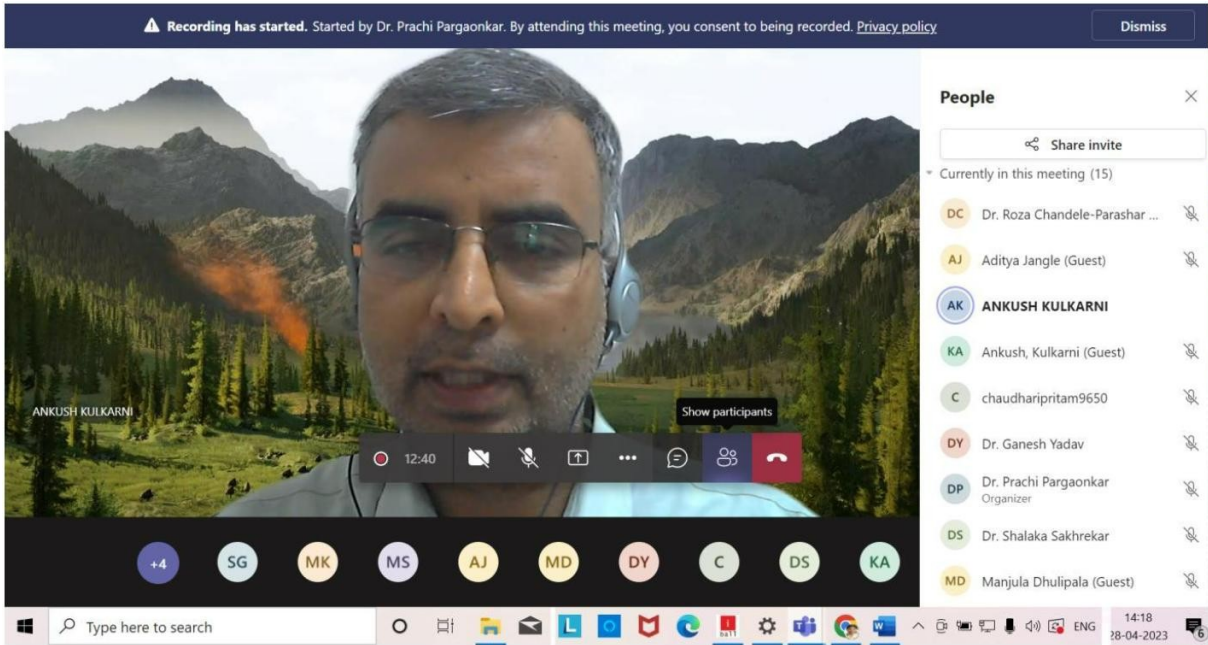 Recording has started. Started by Dr. Prachi Pargaonkar. By attending this meeting, you consent to being recorded. Privacy policy
Dismiss
People
Share invite
Currently in this meeting (15)
DC Dr. Roza Chandele-Parashar ...
AJ Aditya Jangle (Guest)
AK ANKUSH KULKARNI
KA Ankush, Kulkarni (Guest)
C chaudharipritam9650
DY Dr. Ganesh Yadav
DP Dr. Prachi Pargaonkar
Organizer
DS Dr. Shalaka Sakhrekar
MD Manjula Dhulipala (Guest)
ANKUSH KULKARNI
Show participants
12:40
+4 SG MK MS AJ MD DY C DS KA
Type here to search
L
W
ENG
14:18
28-04-2023
6